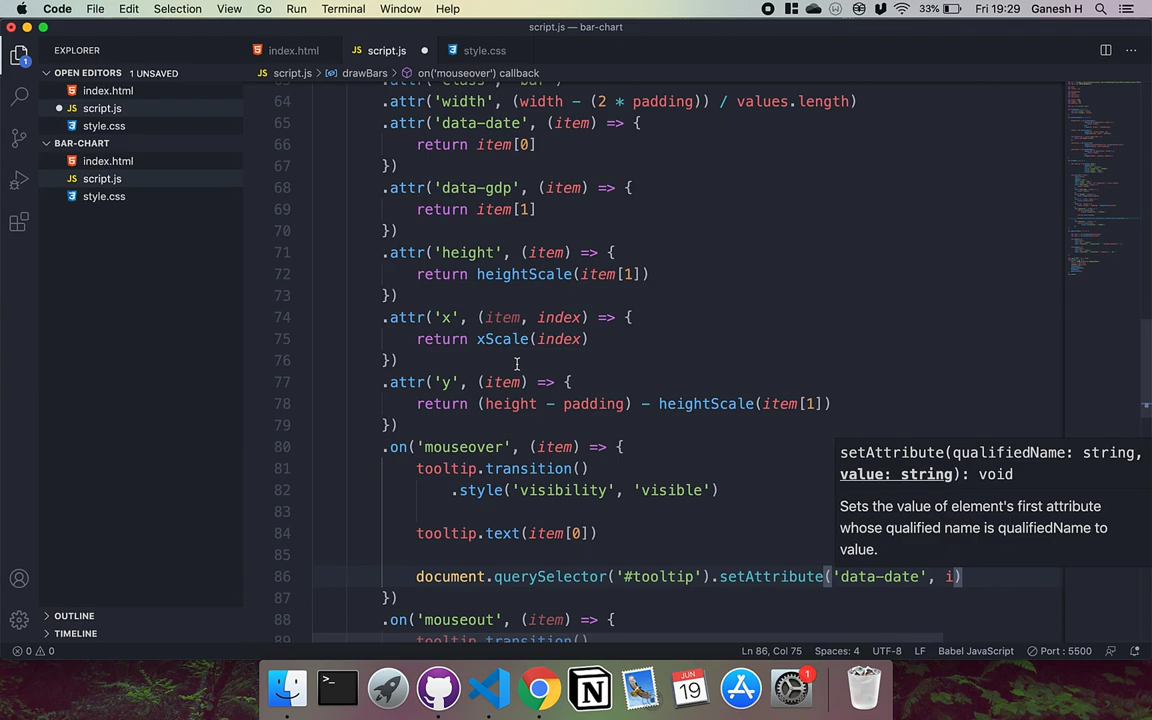 Code File Edit Selection View Go Run Terminal Window Help 33% Fri 19:29 Ganesh H
script.js — bar-chart
EXPLORER
index.html script.js style.css
OPEN EDITORS 1 UNSAVED
script.js > drawBars > on('mouseover') callback
index.html
script.js
style.css
BAR-CHART
index.html
script.js
style.css
64 .attr('width', (width - (2 * padding)) / values.length)
65 .attr('data-date', (item) => {
66 return item[0]
67 })
68 .attr('data-gdp', (item) => {
69 return item[1]
70 })
71 .attr('height', (item) => {
72 return heightScale(item[1])
73 })
74 .attr('x', (item, index) => {
75 return xScale(index)
76 })
77 .attr('y', (item) => {
78 return (height - padding) - heightScale(item[1])
79 })
80 .on('mouseover', (item) => {
81 tooltip.transition()
82 .style('visibility', 'visible')
83
84 tooltip.text(item[0])
85
86 document.querySelector('#tooltip').setAttribute('data-date', i)
87 })
88 .on('mouseout', (item) => {
89 tooltip.transition()
setAttribute(qualifiedName: string,
value: string): void
Sets the value of element's first attribute
whose qualified name is qualifiedName to
value.
OUTLINE
TIMELINE
0 0 Ln 86, Col 75 Spaces: 4 UTF-8 LF Babel JavaScript Port : 5500
1
JUN
19
1